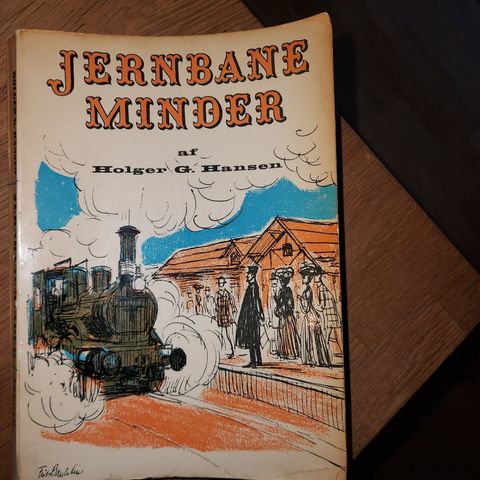 JERNBANE
MINDER
af
Holger G. Hansen